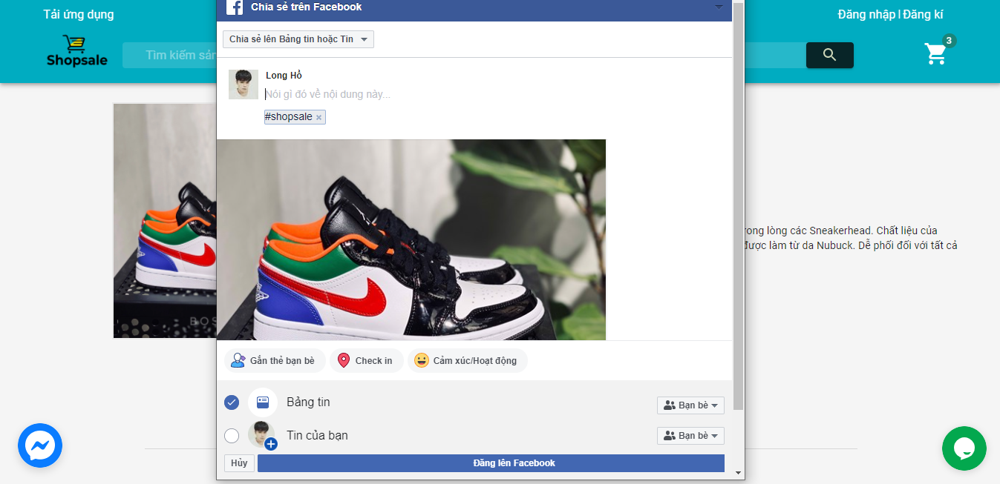 Tải ứng dụng
Đăng nhập | Đăng kí
Shopsale
Tìm kiếm sản
3
Chia sẻ trên Facebook
Chia sẻ lên Bảng tin hoặc Tin
Long Hồ
Nói gì đó về nội dung này...
#shopsale ×
BOS
rong lòng các Sneakerhead. Chất liệu của
được làm từ da Nubuck. Dễ phối đối với tất cả
Gắn thẻ bạn bè
Check in
Cảm xúc/Hoạt động
Bảng tin
Bạn bè
Tin của bạn
Bạn bè
Hủy
Đăng lên Facebook